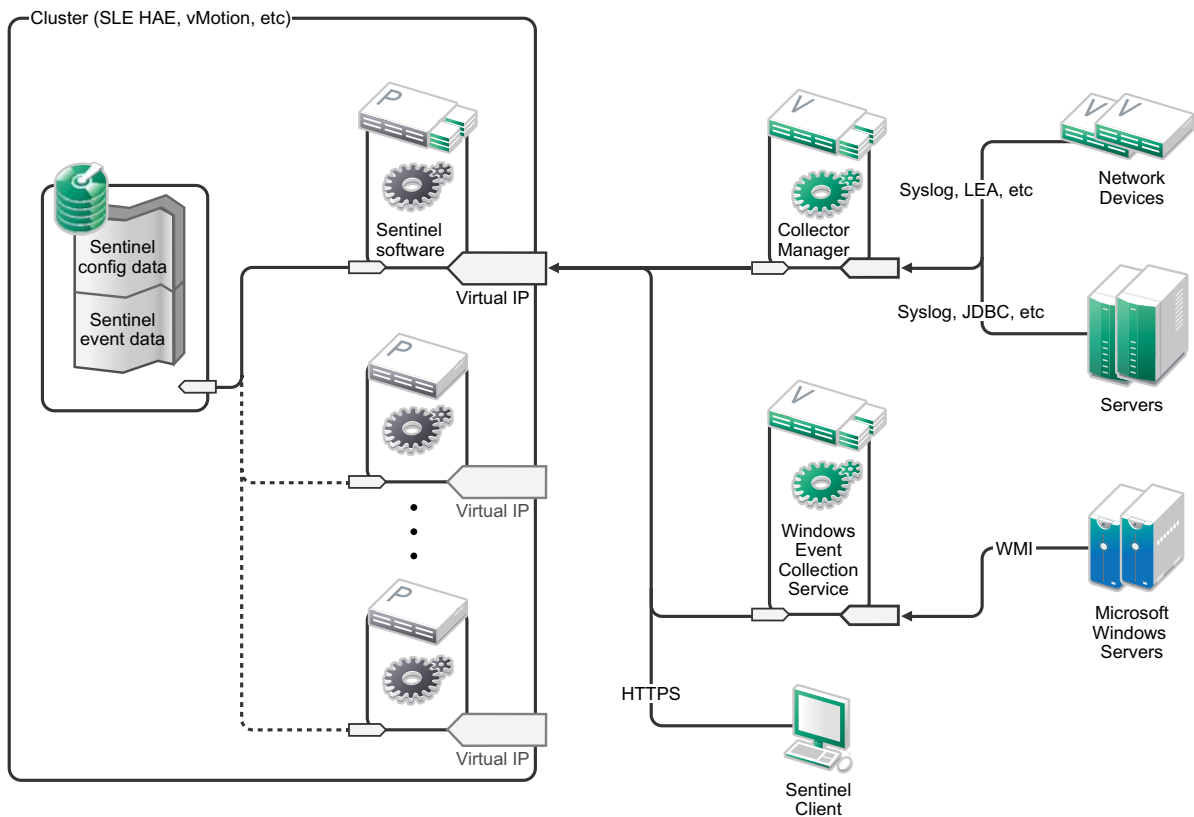 Cluster (SLE HAE, vMotion, etc)
P
Sentinel
software
Virtual IP
Sentinel
config data
Sentinel
event data
P
Virtual IP
P
Virtual IP
V
Collector
Manager
Syslog, LEA, etc
V
V
Network
Devices
Syslog, JDBC, etc
Servers
V
Windows
Event
Collection
Service
WMI
Microsoft
Windows
Servers
HTTPS
Sentinel
Client